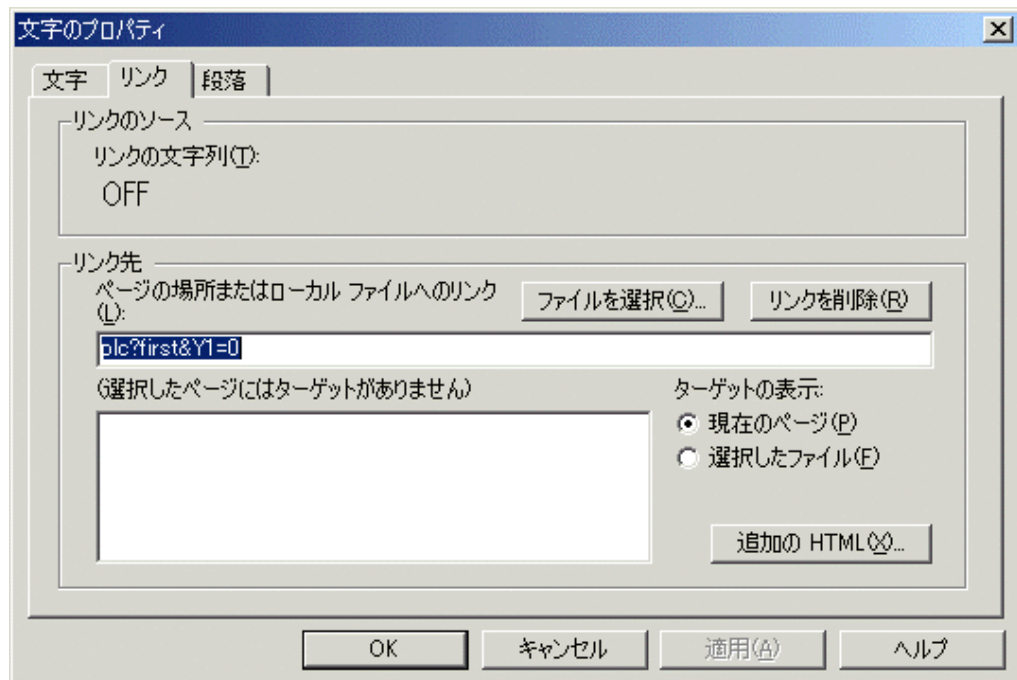 文字のプロパティ
文字 リンク 段落
リンクのソース
リンクの文字列(T):
OFF
リンク先
ページの場所またはローカル ファイルへのリンク
(L):
ファイルを選択(C)... リンクを削除(R)
plc?first&Y1=0
(選択したページにはターゲットがありません)
ターゲットの表示:
現在のページ(P)
選択したファイル(F)
追加の HTML(X)...
OK キャンセル 適用(A) ヘルプ